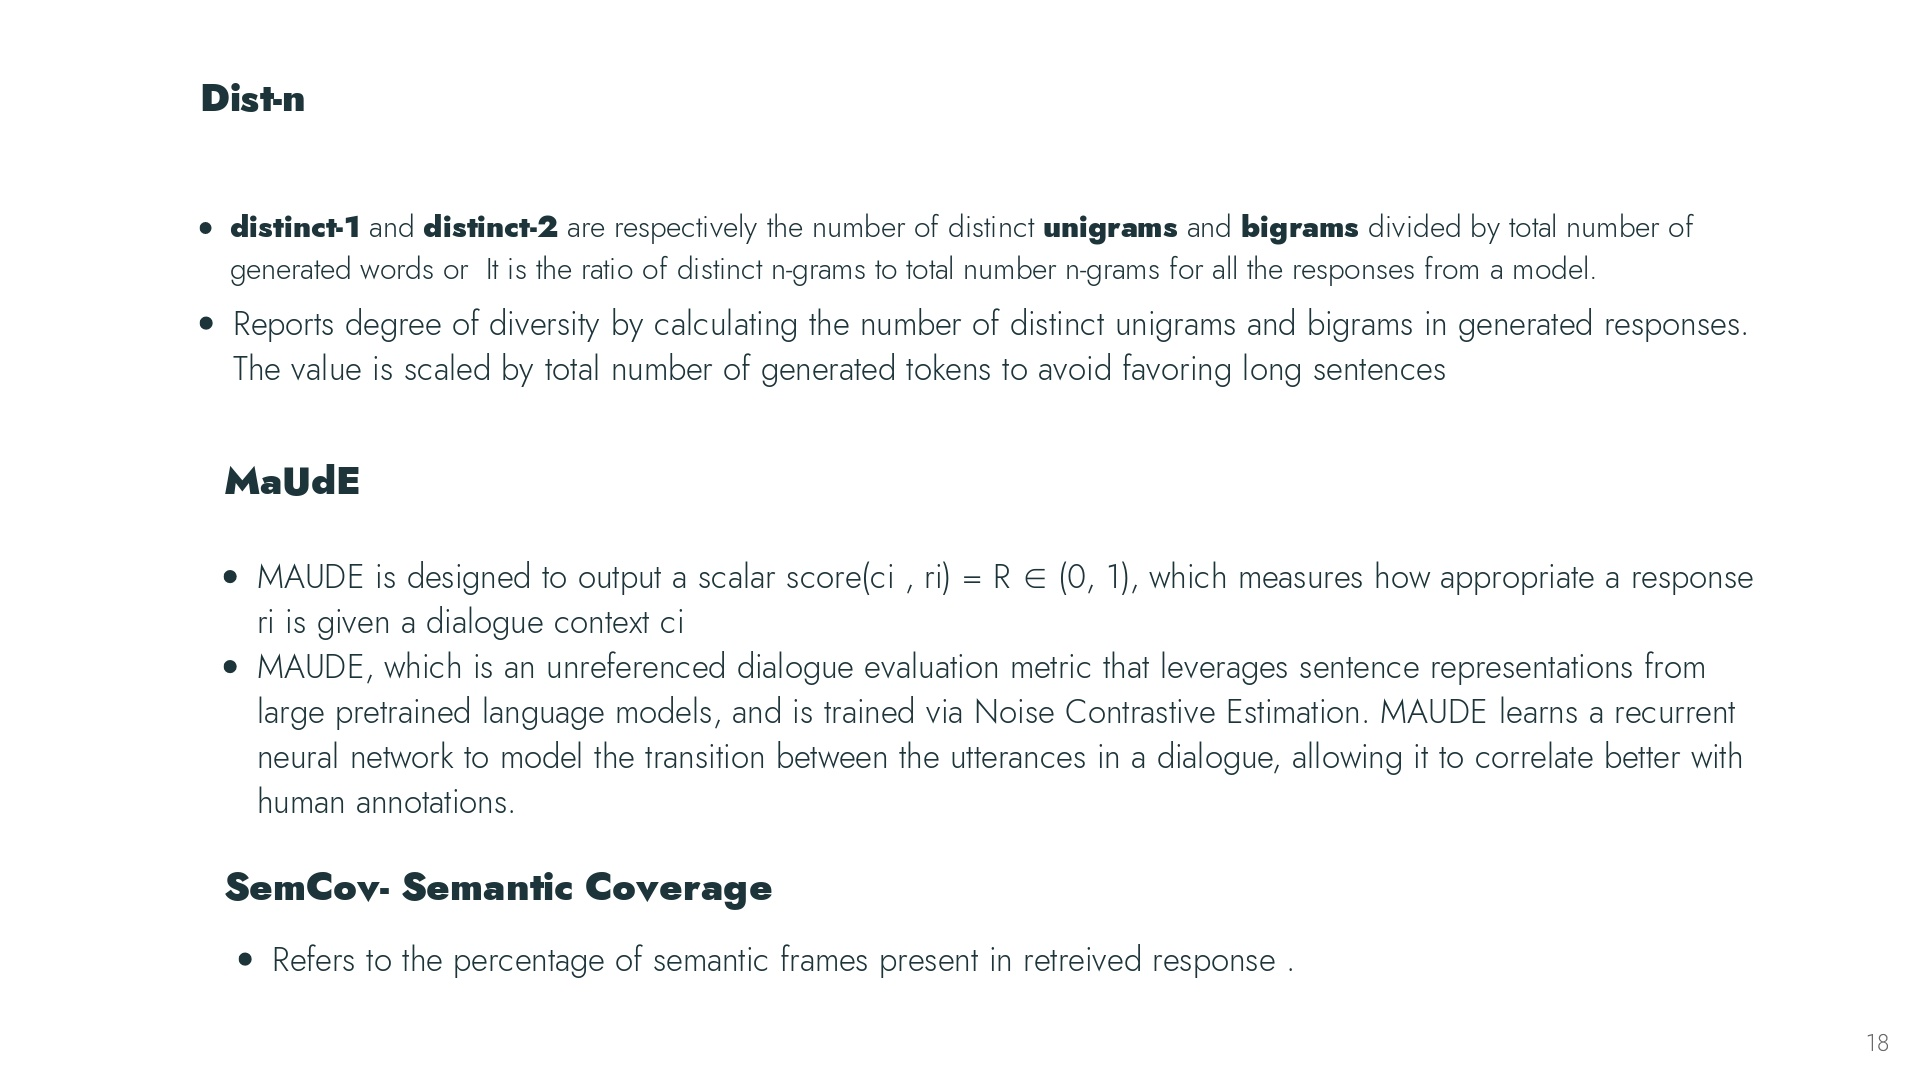 Dist-n
• distinct-1 and distinct-2 are respectively the number of distinct unigrams and bigrams divided by total number of
generated words or  It is the ratio of distinct n-grams to total number n-grams for all the responses from a model.
• Reports degree of diversity by calculating the number of distinct unigrams and bigrams in generated responses.
The value is scaled by total number of generated tokens to avoid favoring long sentences
MaUdE
• MAUDE is designed to output a scalar score(ci , ri) = R ∈ (0, 1), which measures how appropriate a response
ri is given a dialogue context ci
• MAUDE, which is an unreferenced dialogue evaluation metric that leverages sentence representations from
large pretrained language models, and is trained via Noise Contrastive Estimation. MAUDE learns a recurrent
neural network to model the transition between the utterances in a dialogue, allowing it to correlate better with
human annotations.
SemCov- Semantic Coverage
• Refers to the percentage of semantic frames present in retreived response .
18